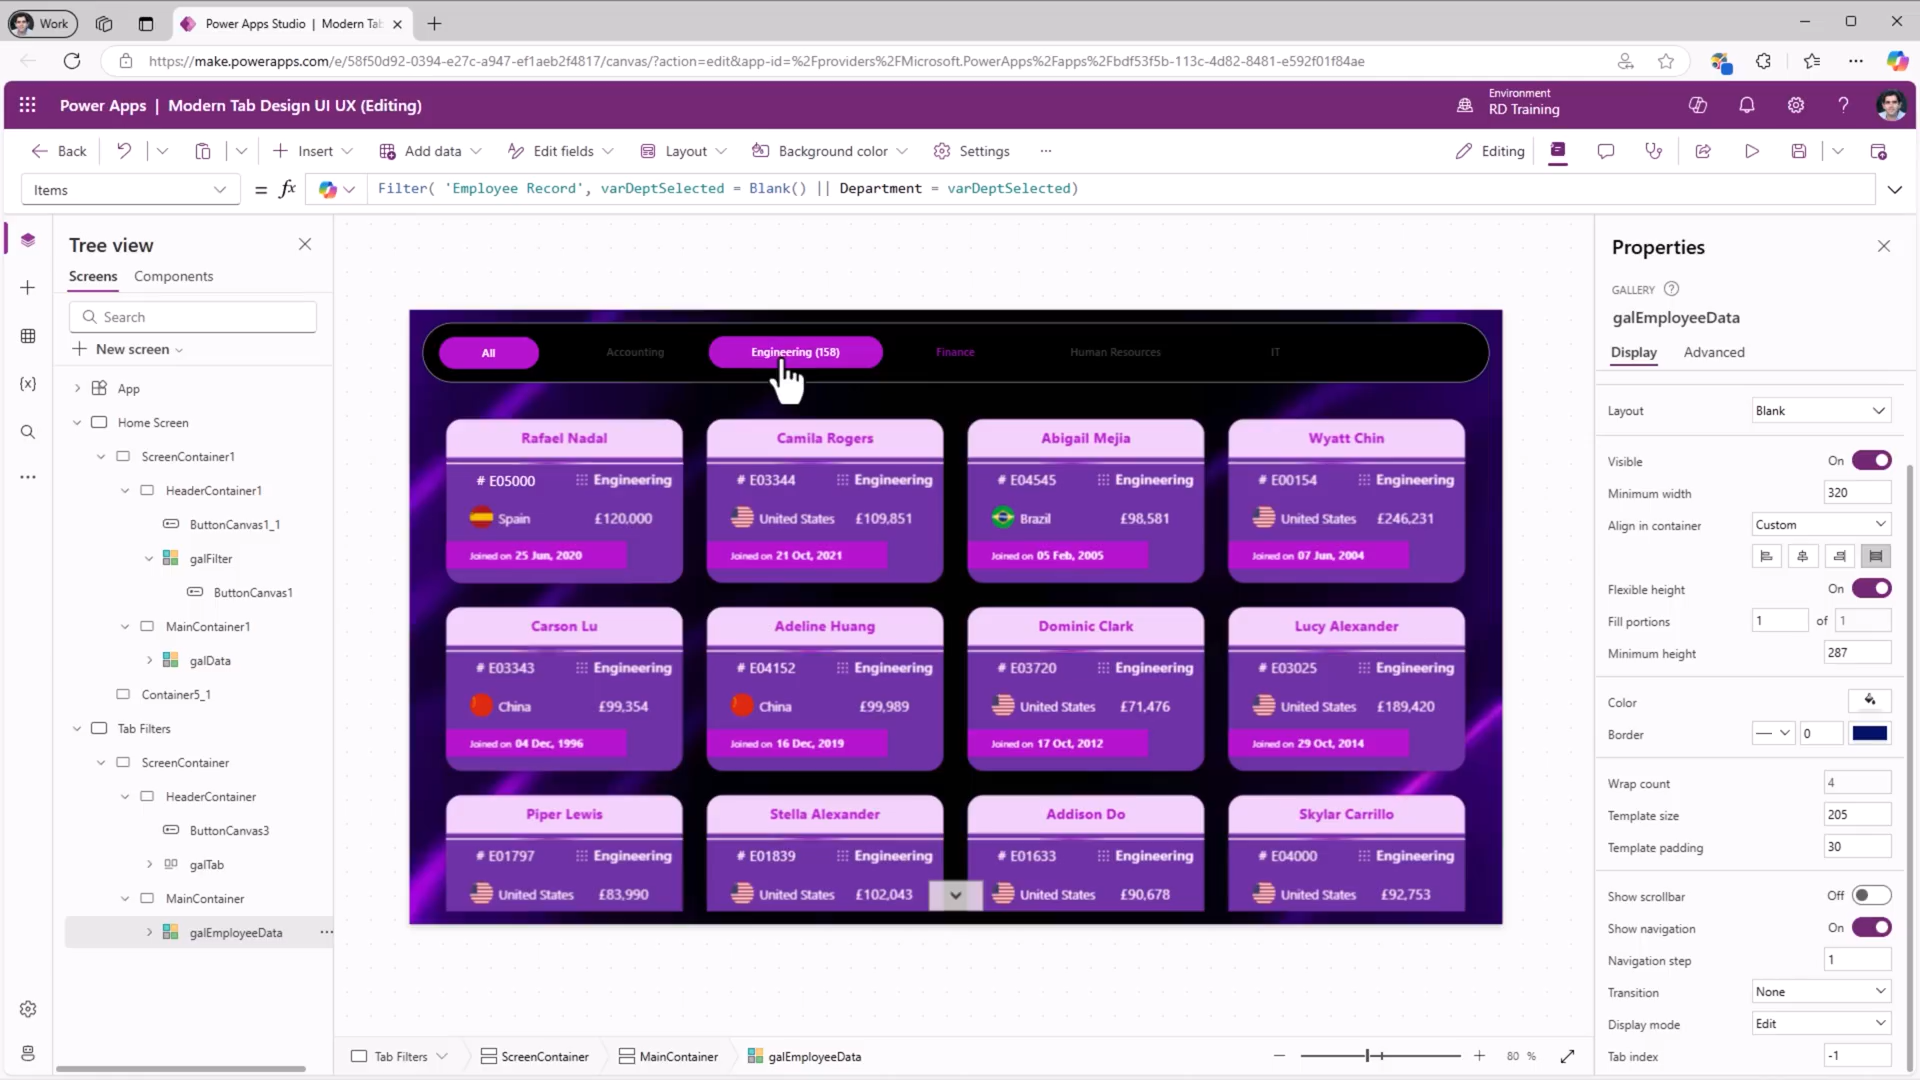 Work
Power Apps Studio | Modern Tab
https://make.powerapps.com/e/58f50d92-0394-e27c-a947-ef1aeb2f4817/canvas/?action=edit&app-id=%2Fproviders%2FMicrosoft.PowerApps%2Fapps%2Fbdf53f5b-113c-4d82-8481-e592f01f84ae
Power Apps | Modern Tab Design UI UX (Editing)
Environment
RD Training
Back
Insert
Add data
Edit fields
Layout
Background color
Settings
Editing
Items
= fx
Filter( 'Employee Record', varDeptSelected = Blank() || Department = varDeptSelected)
Tree view
Screens
Components
Search
New screen
App
Home Screen
ScreenContainer1
HeaderContainer1
ButtonCanvas1_1
galFilter
ButtonCanvas1
MainContainer1
galData
Container5_1
Tab Filters
ScreenContainer
HeaderContainer
ButtonCanvas3
galTab
MainContainer
galEmployeeData
All
Accounting
Engineering (158)
Finance
Human Resources
IT
Rafael Nadal
# E05000 Engineering
Spain £120,000
Joined on 25 Jun, 2020
Camila Rogers
# E03344 Engineering
United States £109,851
Joined on 21 Oct, 2021
Abigail Mejia
# E04545 Engineering
Brazil £98,581
Joined on 05 Feb, 2005
Wyatt Chin
# E00154 Engineering
United States £246,231
Joined on 07 Jun, 2004
Carson Lu
# E03343 Engineering
China £99,354
Joined on 04 Dec, 1996
Adeline Huang
# E04152 Engineering
China £99,989
Joined on 16 Dec, 2019
Dominic Clark
# E03720 Engineering
United States £71,476
Joined on 17 Oct, 2012
Lucy Alexander
# E03025 Engineering
United States £189,420
Joined on 29 Oct, 2014
Piper Lewis
# E01797 Engineering
United States £83,990
Stella Alexander
# E01839 Engineering
United States £102,043
Addison Do
# E01633 Engineering
United States £90,678
Skylar Carrillo
# E04000 Engineering
United States £92,753
Tab Filters
ScreenContainer
MainContainer
galEmployeeData
80 %
Properties
GALLERY
galEmployeeData
Display
Advanced
Layout Blank
Visible On
Minimum width 320
Align in container Custom
Flexible height On
Fill portions 1 of 1
Minimum height 287
Color
Border 0
Wrap count 4
Template size 205
Template padding 30
Show scrollbar Off
Show navigation On
Navigation step 1
Transition None
Display mode Edit
Tab index -1